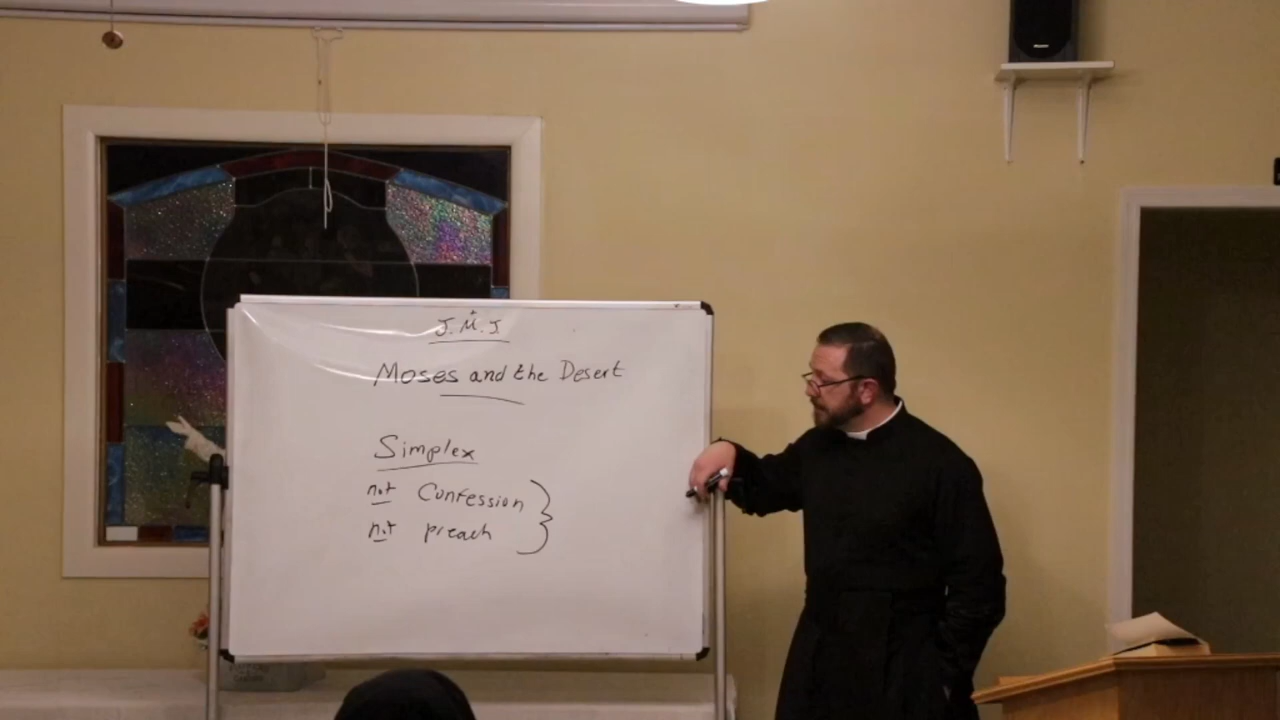 J.M.J
Moses and the Desert
Simplex
not Confession
not preach